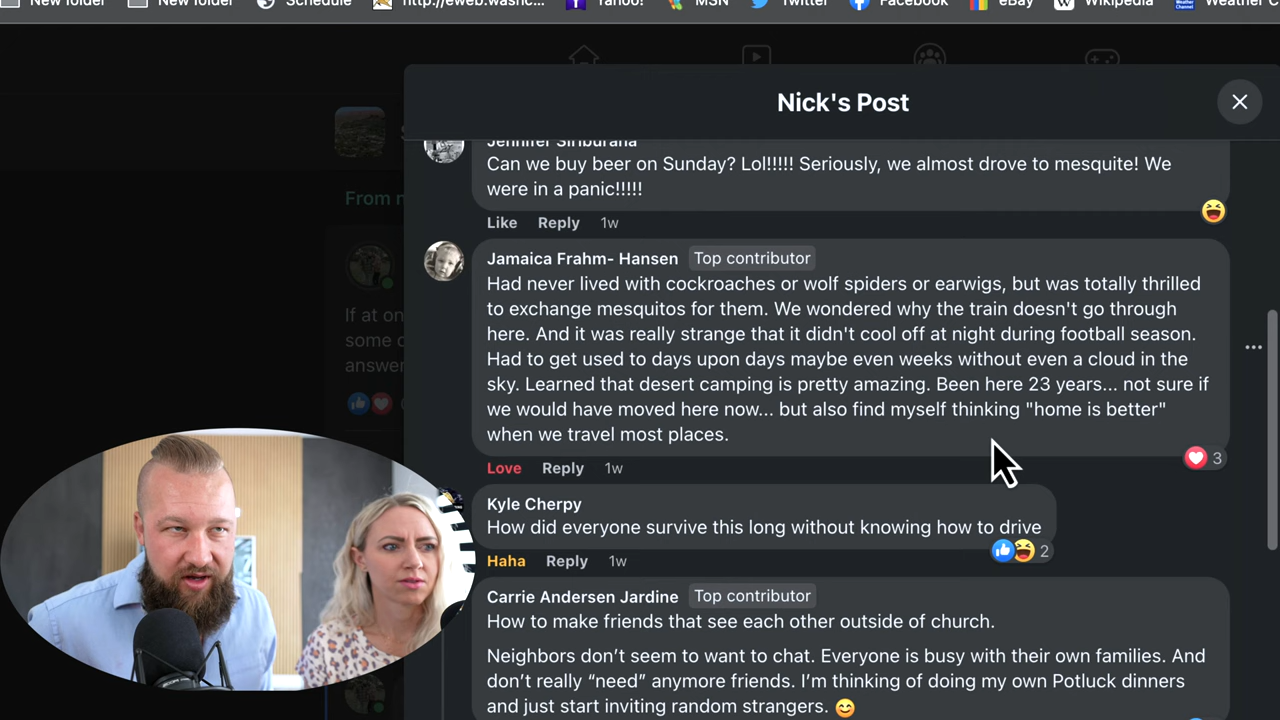 New folder New folder Schedule http://eweb.washc... Yahoo! MSN Twitter Facebook eBay Wikipedia Weather C
Nick's Post
From
If at on
some o
answer
Jennifer Siriburana
Can we buy beer on Sunday? Lol!!!!! Seriously, we almost drove to mesquite! We
were in a panic!!!!!
Like Reply 1w
Jamaica Frahm- Hansen Top contributor
Had never lived with cockroaches or wolf spiders or earwigs, but was totally thrilled
to exchange mesquitos for them. We wondered why the train doesn't go through
here. And it was really strange that it didn't cool off at night during football season.
Had to get used to days upon days maybe even weeks without even a cloud in the
sky. Learned that desert camping is pretty amazing. Been here 23 years... not sure if
we would have moved here now... but also find myself thinking "home is better"
when we travel most places.
Love Reply 1w
3
Kyle Cherpy
How did everyone survive this long without knowing how to drive
2
Haha Reply 1w
Carrie Andersen Jardine Top contributor
How to make friends that see each other outside of church.
Neighbors don’t seem to want to chat. Everyone is busy with their own families. And
don’t really “need” anymore friends. I’m thinking of doing my own Potluck dinners
and just start inviting random strangers. 😊